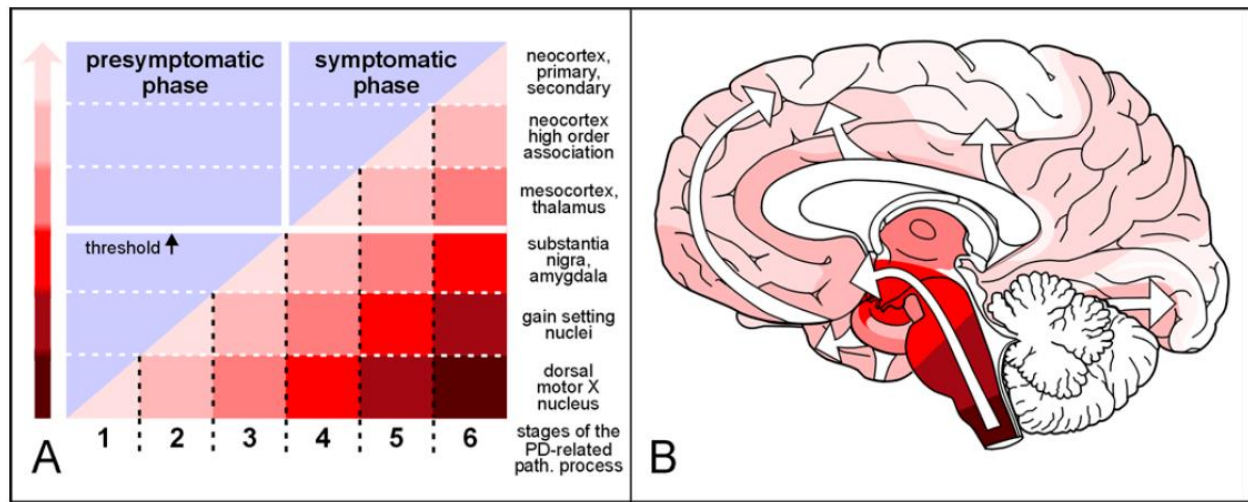 presymptomatic
phase
symptomatic
phase
neocortex,
primary,
secondary
neocortex
high order
association
mesocortex,
thalamus
threshold
substantia
nigra,
amygdala
gain setting
nuclei
dorsal
motor X
nucleus
1 2 3 4 5 6
stages of the
PD-related
path. process
A
B